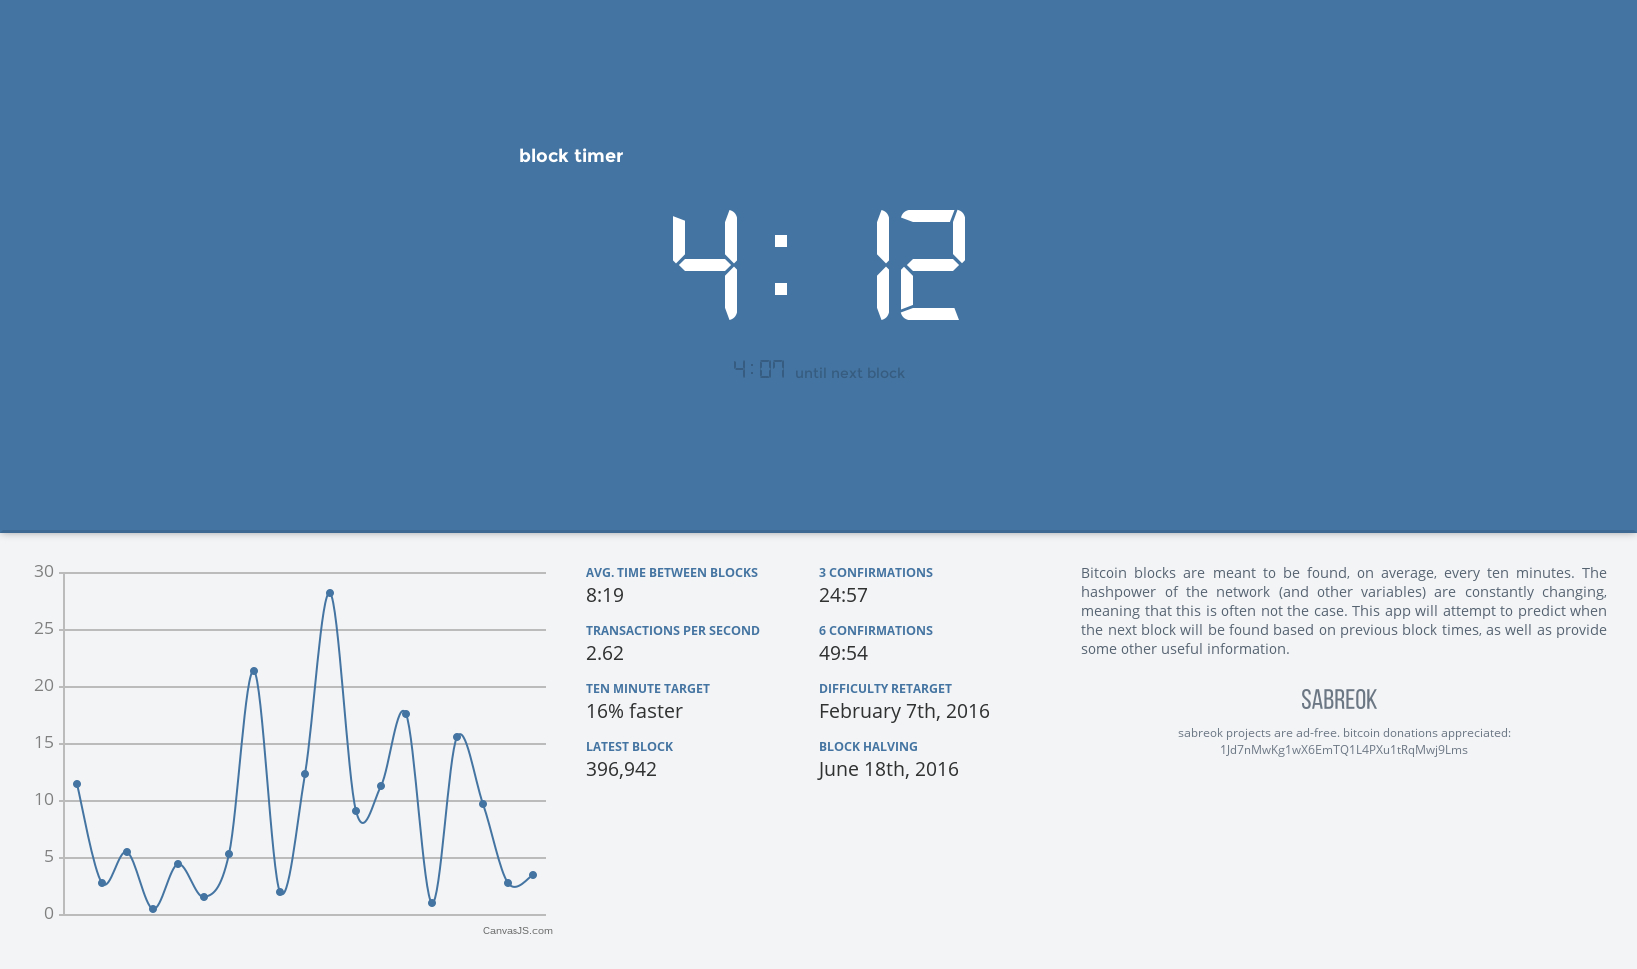 block timer
4:12
4:07 until next block
30
25
20
15
10
5
0
CanvasJS.com
AVG. TIME BETWEEN BLOCKS
8:19
TRANSACTIONS PER SECOND
2.62
TEN MINUTE TARGET
16% faster
LATEST BLOCK
396,942
3 CONFIRMATIONS
24:57
6 CONFIRMATIONS
49:54
DIFFICULTY RETARGET
February 7th, 2016
BLOCK HALVING
June 18th, 2016
Bitcoin blocks are meant to be found, on average, every ten minutes. The
hashpower of the network (and other variables) are constantly changing,
meaning that this is often not the case. This app will attempt to predict when
the next block will be found based on previous block times, as well as provide
some other useful information.
SABREOK
sabreok projects are ad-free. bitcoin donations appreciated:
1Jd7nMwKg1wX6EmTQ1L4PXu1tRqMwj9Lms